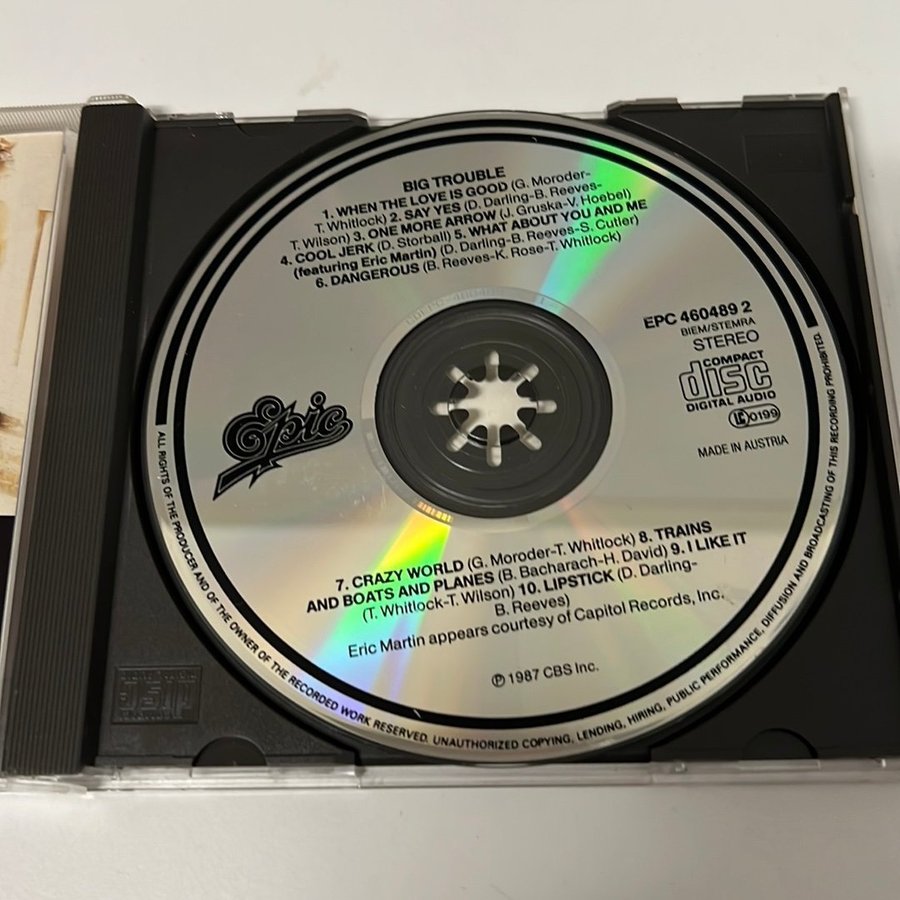 BIG TROUBLE
1. WHEN THE LOVE IS GOOD (G. Moroder-
T. Whitlock) 2. SAY YES (D. Darling-B. Reeves-
T. Wilson) 3. ONE MORE ARROW (J. Gruska-V. Hoebel)
4. COOL JERK (D. Storball) 5. WHAT ABOUT YOU AND ME
(featuring Eric Martin) (D. Darling-B. Reeves-S. Cutler)
6. DANGEROUS (B. Reeves-K. Rose-T. Whitlock)
EPC 460489 2
BIEM/STEMRA
STEREO
COMPACT
disc
DIGITAL AUDIO
LC 0199
MADE IN AUSTRIA
Epic
7. CRAZY WORLD (G. Moroder-T. Whitlock) 8. TRAINS
AND BOATS AND PLANES (B. Bacharach-H. David) 9. I LIKE IT
(T. Whitlock-T. Wilson) 10. LIPSTICK (D. Darling-
B. Reeves)
Eric Martin appears courtesy of Capitol Records, Inc.
℗ 1987 CBS Inc.
ALL RIGHTS OF THE PRODUCER AND OF THE OWNER OF THE RECORDED WORK RESERVED. UNAUTHORIZED COPYING, LENDING, HIRING, PUBLIC PERFORMANCE, DIFFUSION AND BROADCASTING OF THIS RECORDING PROHIBITED.